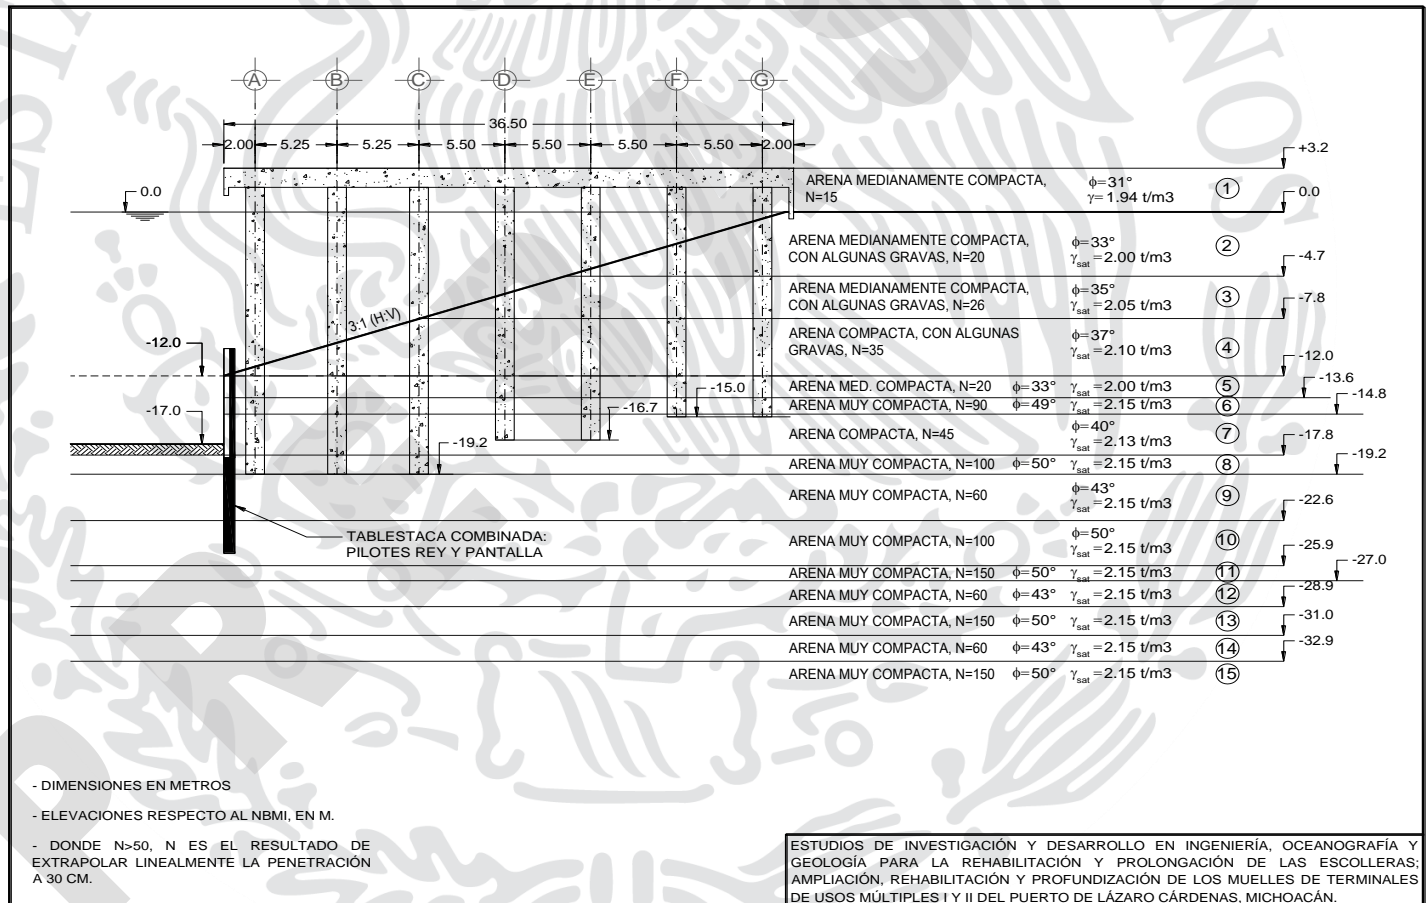 A B C D E F G
36.50
2.00 5.25 5.25 5.50 5.50 5.50 5.50 2.00
+3.2
0.0
0.0
ARENA MEDIANAMENTE COMPACTA,
N=15
ϕ=31°
γ= 1.94 t/m3
1
ARENA MEDIANAMENTE COMPACTA,
CON ALGUNAS GRAVAS, N=20
ϕ=33°
γsat =2.00 t/m3
2
-4.7
ARENA MEDIANAMENTE COMPACTA,
CON ALGUNAS GRAVAS, N=26
ϕ=35°
γsat =2.05 t/m3
3
-7.8
3:1 (H:V)
ARENA COMPACTA, CON ALGUNAS
GRAVAS, N=35
ϕ=37°
γsat =2.10 t/m3
4
-12.0
-12.0
ARENA MED. COMPACTA, N=20 ϕ=33° γsat =2.00 t/m3 5
-13.6
-15.0
ARENA MUY COMPACTA, N=90 ϕ=49° γsat =2.15 t/m3 6
-14.8
-17.0
-16.7
ARENA COMPACTA, N=45
ϕ=40°
γsat =2.13 t/m3
7
-17.8
-19.2
ARENA MUY COMPACTA, N=100 ϕ=50° γsat =2.15 t/m3 8
-19.2
ARENA MUY COMPACTA, N=60
ϕ=43°
γsat =2.15 t/m3
9
-22.6
TABLESTACA COMBINADA:
PILOTES REY Y PANTALLA
ARENA MUY COMPACTA, N=100
ϕ=50°
γsat =2.15 t/m3
10
-25.9
ARENA MUY COMPACTA, N=150 ϕ=50° γsat =2.15 t/m3 11
-27.0
ARENA MUY COMPACTA, N=60 ϕ=43° γsat =2.15 t/m3 12
-28.9
ARENA MUY COMPACTA, N=150 ϕ=50° γsat =2.15 t/m3 13
-31.0
ARENA MUY COMPACTA, N=60 ϕ=43° γsat =2.15 t/m3 14
-32.9
ARENA MUY COMPACTA, N=150 ϕ=50° γsat =2.15 t/m3 15
- DIMENSIONES EN METROS
- ELEVACIONES RESPECTO AL NBMI, EN M.
- DONDE N>50, N ES EL RESULTADO DE
EXTRAPOLAR LINEALMENTE LA PENETRACIÓN
A 30 CM.
ESTUDIOS DE INVESTIGACIÓN Y DESARROLLO EN INGENIERÍA, OCEANOGRAFÍA Y
GEOLOGÍA PARA LA REHABILITACIÓN Y PROLONGACIÓN DE LAS ESCOLLERAS;
AMPLIACIÓN, REHABILITACIÓN Y PROFUNDIZACIÓN DE LOS MUELLES DE TERMINALES
DE USOS MÚLTIPLES I Y II DEL PUERTO DE LÁZARO CÁRDENAS, MICHOACÁN.